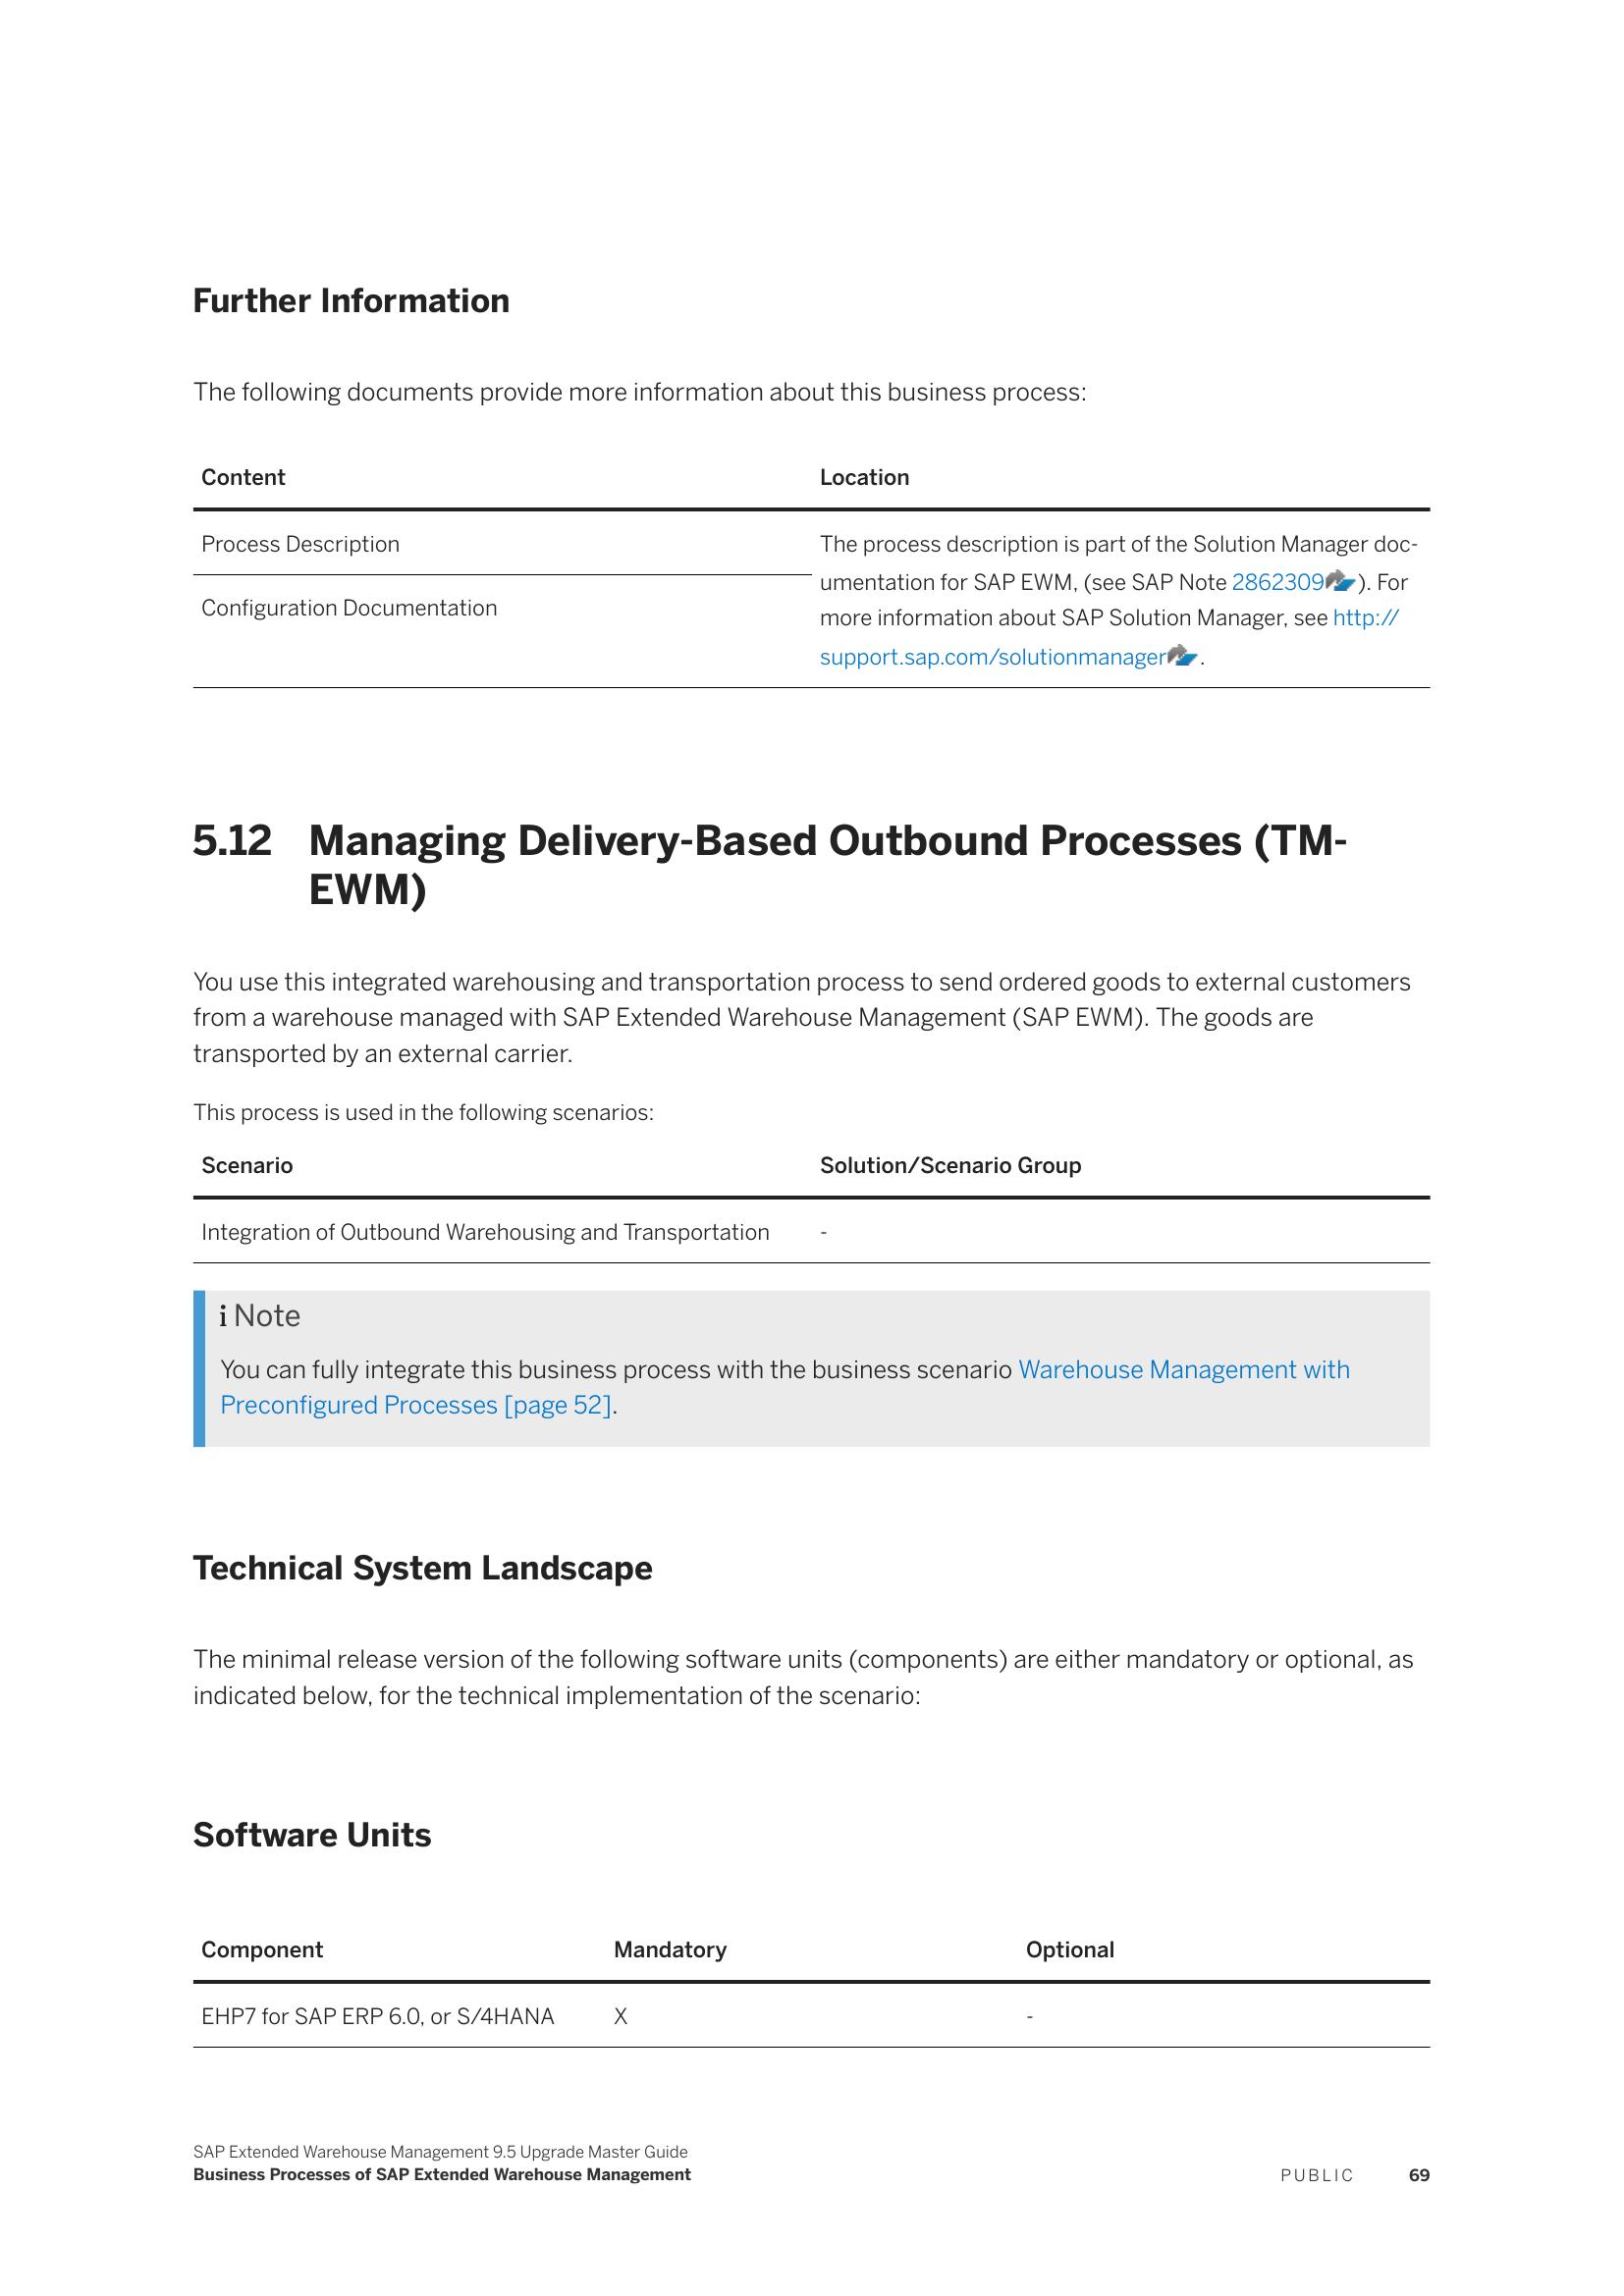 Further Information
The following documents provide more information about this business process:
Content Location
Process Description
Configuration Documentation
The process description is part of the Solution Manager doc-
umentation for SAP EWM, (see SAP Note 2862309). For
more information about SAP Solution Manager, see http://
support.sap.com/solutionmanager.
5.12 Managing Delivery-Based Outbound Processes (TM-
EWM)
You use this integrated warehousing and transportation process to send ordered goods to external customers
from a warehouse managed with SAP Extended Warehouse Management (SAP EWM). The goods are
transported by an external carrier.
This process is used in the following scenarios:
Scenario Solution/Scenario Group
Integration of Outbound Warehousing and Transportation -
i Note
You can fully integrate this business process with the business scenario Warehouse Management with
Preconfigured Processes [page 52].
Technical System Landscape
The minimal release version of the following software units (components) are either mandatory or optional, as
indicated below, for the technical implementation of the scenario:
Software Units
Component Mandatory Optional
EHP7 for SAP ERP 6.0, or S/4HANA X -
SAP Extended Warehouse Management 9.5 Upgrade Master Guide
Business Processes of SAP Extended Warehouse Management PUBLIC 69